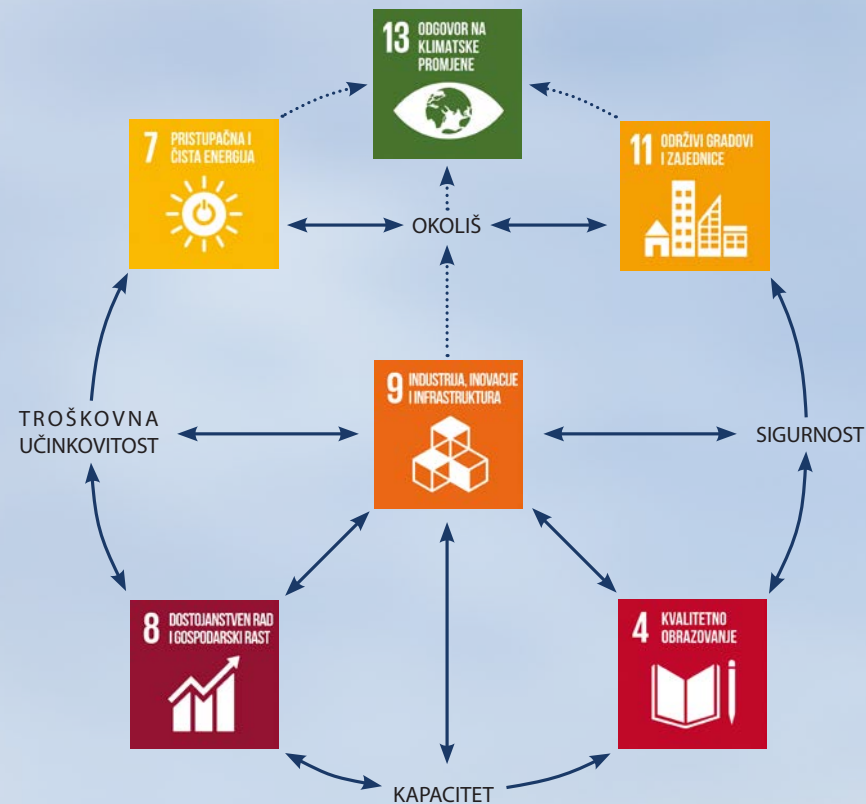 13 ODGOVOR NA
KLIMATSKE
PROMJENE
7 PRISTUPAČNA I
ČISTA ENERGIJA
11 ODRŽIVI GRADOVI
I ZAJEDNICE
OKOLIŠ
9 INDUSTRIJA, INOVACIJE
I INFRASTRUKTURA
TROŠKOVNA
UČINKOVITOST
SIGURNOST
8 DOSTOJANSTVEN RAD
I GOSPODARSKI RAST
4 KVALITETNO
OBRAZOVANJE
KAPACITET